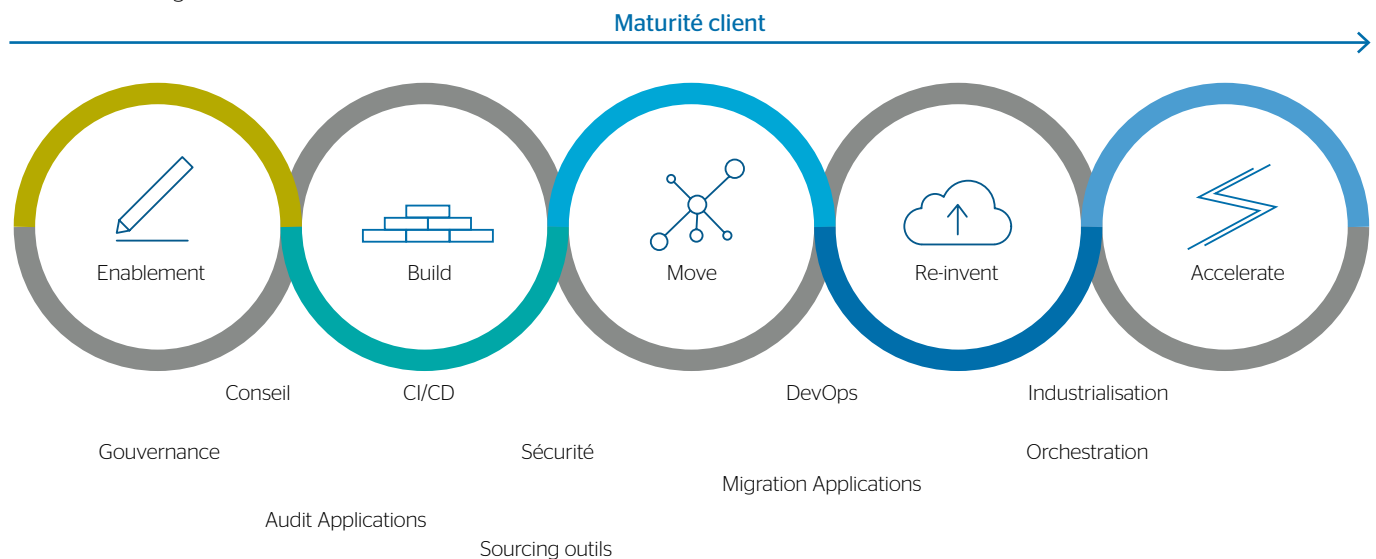 Maturité client
Enablement
Build
Move
Re-invent
Accelerate
Conseil
CI/CD
DevOps
Industrialisation
Gouvernance
Sécurité
Orchestration
Migration Applications
Audit Applications
Sourcing outils